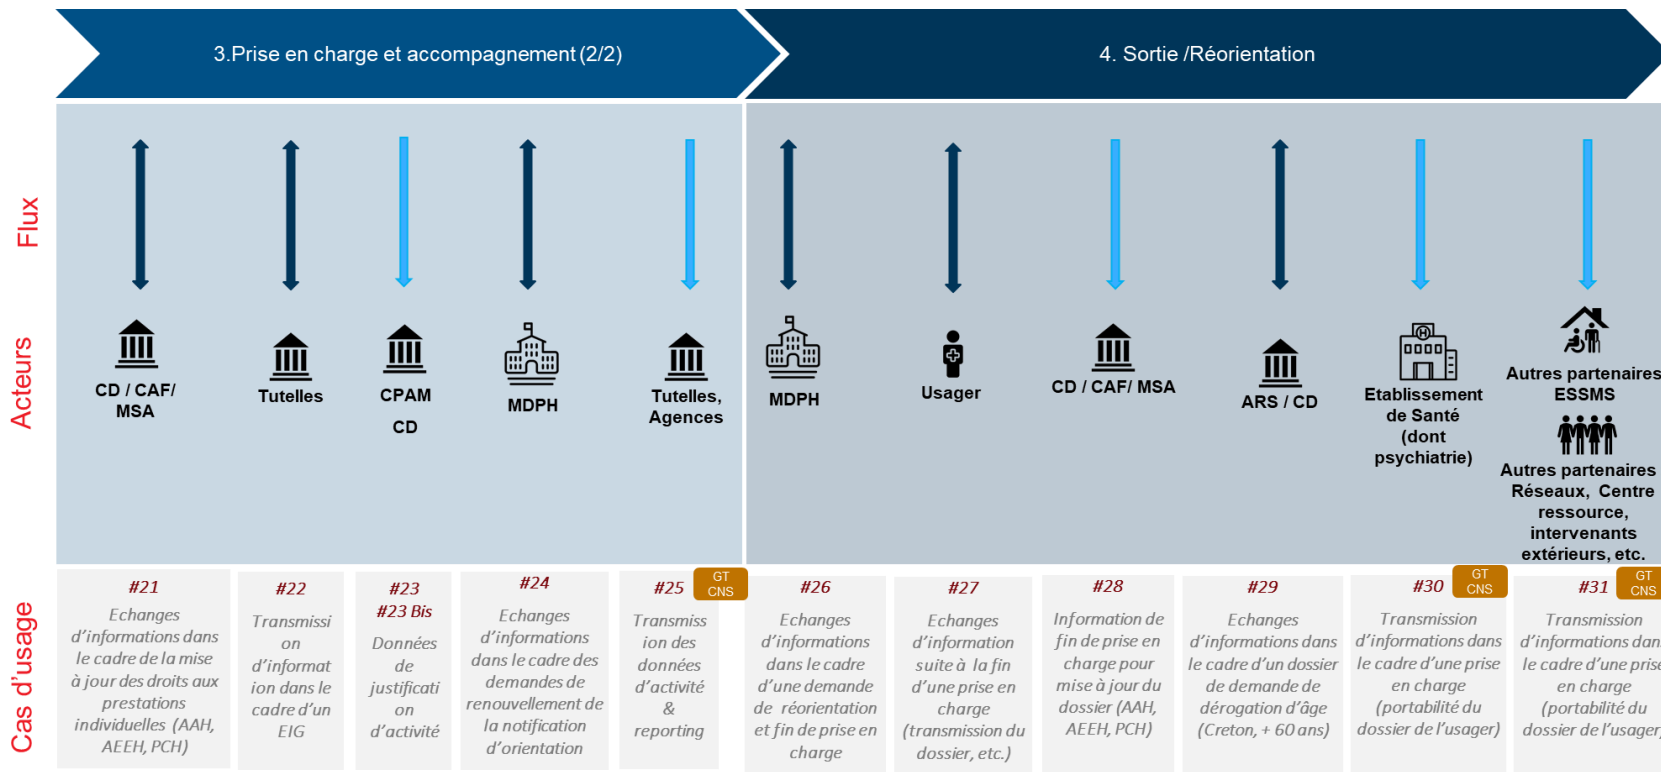 3.Prise en charge et accompagnement (2/2)
4. Sortie /Réorientation
Flux
Acteurs
CD / CAF/
MSA
Tutelles
CPAM
CD
MDPH
Tutelles,
Agences
MDPH
Usager
CD / CAF/ MSA
ARS / CD
H
Etablissement
de Santé
(dont
psychiatrie)
Autres partenaires
ESSMS
Autres partenaires
Réseaux, Centre
ressource,
intervenants
extérieurs, etc.
Cas d'usage
#21
Echanges
d'informations dans
le cadre de la mise
à jour des droits aux
prestations
individuelles (AAH,
AEEH, PCH)
#22
Transmissi
on
d'informat
ion dans le
cadre d'un
EIG
#23
#23 Bis
Données
de
justificati
on
d'activité
#24
Echanges
d'informations
dans le cadre des
demandes de
renouvellement de
la notification
d'orientation
#25
GT
CNS
Transmiss
ion des
données
d'activité
&
reporting
#26
Echanges
d'informations
dans le cadre
d'une demande
de réorientation
et fin de prise en
charge
#27
Echanges
d'information
suite à la fin
d'une prise en
charge
(transmission du
dossier, etc.)
#28
Information de
fin de prise en
charge pour
mise à jour du
dossier (AAH,
AEEH, PCH)
#29
Echanges
d'informations dans
le cadre d'un dossier
de demande de
dérogation d'âge
(Creton, + 60 ans)
#30
GT
CNS
Transmission
d'informations dans
le cadre d'une prise
en charge
(portabilité du
dossier de l'usager)
#31
GT
CNS
Transmission
d'informations dans
le cadre d'une prise
en charge
(portabilité du
dossier de l'usager)